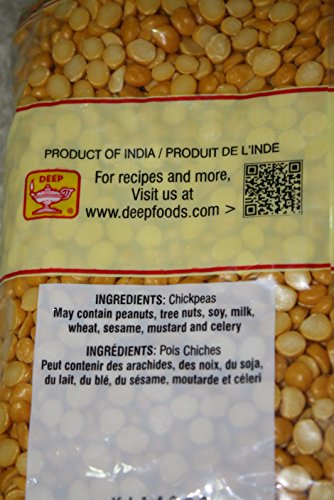 PRODUCT OF INDIA / PRODUIT DE L'INDE
DEEP
®
For recipes and more,
Visit us at
www.deepfoods.com >
INGREDIENTS: Chickpeas
May contain peanuts, tree nuts, soy, milk,
wheat, sesame, mustard and celery
INGRÉDIENTS: Pois Chiches
Peut contenir des arachides, des noix, du soja,
du lait, du blé, du sésame, moutarde et céleri